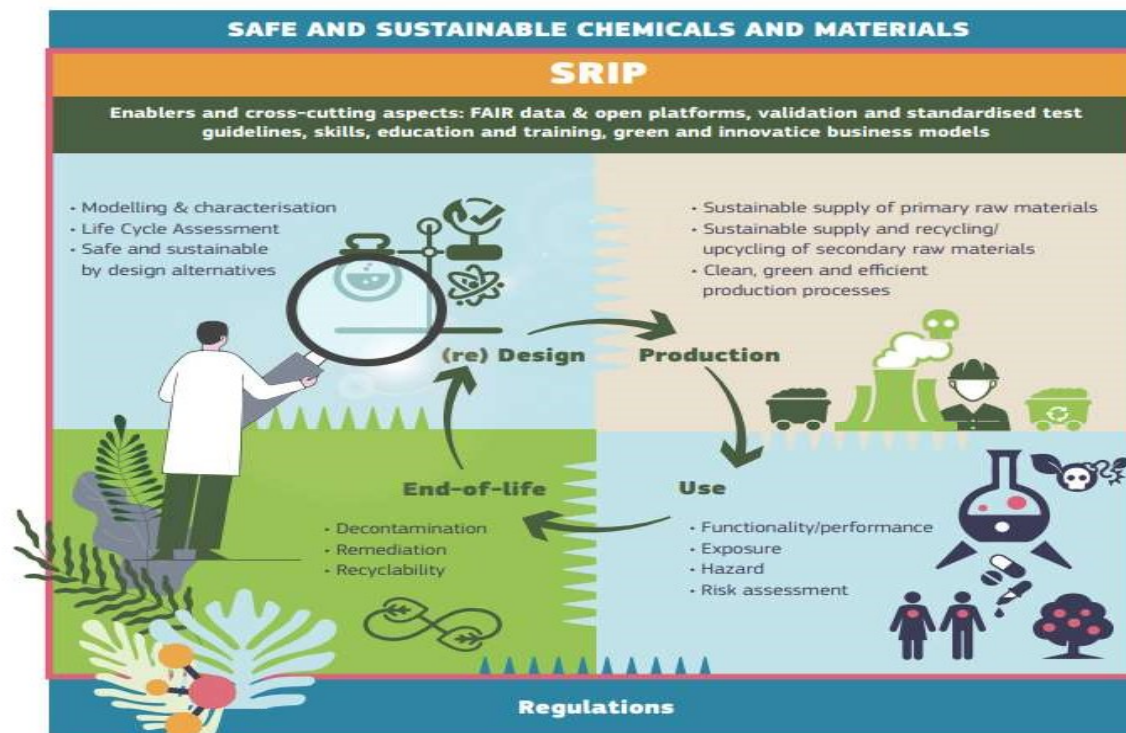 SAFE AND SUSTAINABLE CHEMICALS AND MATERIALS
SRIP
Enablers and cross-cutting aspects: FAIR data & open platforms, validation and standardised test
guidelines, skills, education and training, green and innovatice business models
• Modelling & characterisation
• Life Cycle Assessment
• Safe and sustainable
by design alternatives
• Sustainable supply of primary raw materials
• Sustainable supply and recycling/
upcycling of secondary raw materials
• Clean, green and efficient
production processes
(re) Design
Production
End-of-life
• Decontamination
• Remediation
• Recyclability
Use
• Functionality/performance
• Exposure
• Hazard
• Risk assessment
Regulations